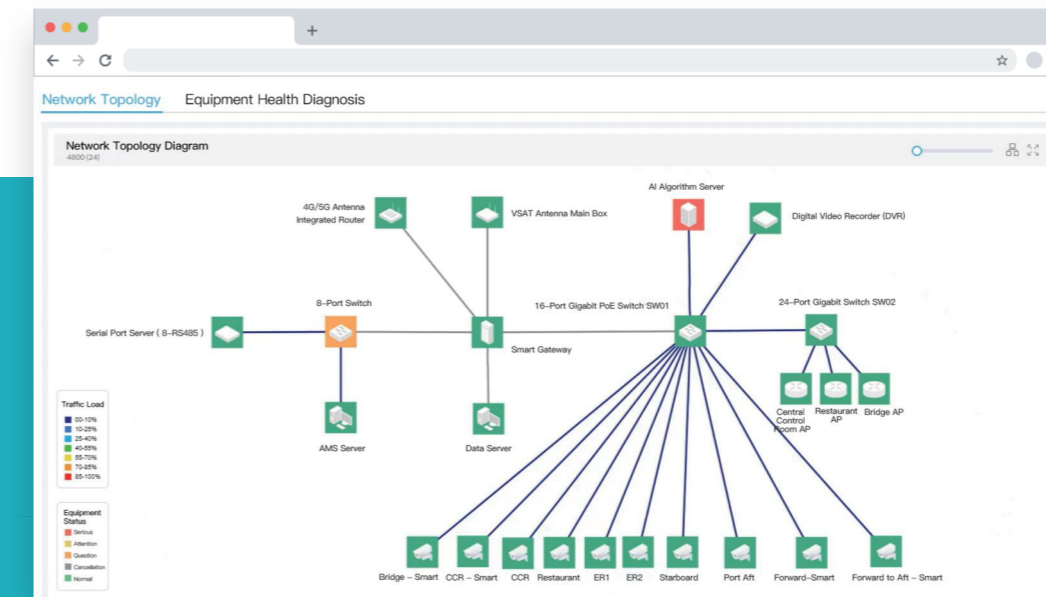 Network Topology Equipment Health Diagnosis
Network Topology Diagram
4800 (24)
AI Algorithm Server
4G/5G Antenna
Integrated Router
VSAT Antenna Main Box
Digital Video Recorder (DVR)
8-Port Switch
16-Port Gigabit PoE Switch SW01
24-Port Gigabit Switch SW02
Serial Port Server ( 8-RS485 )
Smart Gateway
Central
Control
Room AP
Restaurant
AP
Bridge AP
AMS Server
Data Server
Traffic Load
00-10%
10-25%
25-40%
40-55%
55-70%
70-85%
85-100%
Equipment
Status
Serious
Attention
Question
Cancellation
Normal
Bridge - Smart CCR - Smart CCR Restaurant ER1 ER2 Starboard Port Aft Forward-Smart Forward to Aft - Smart